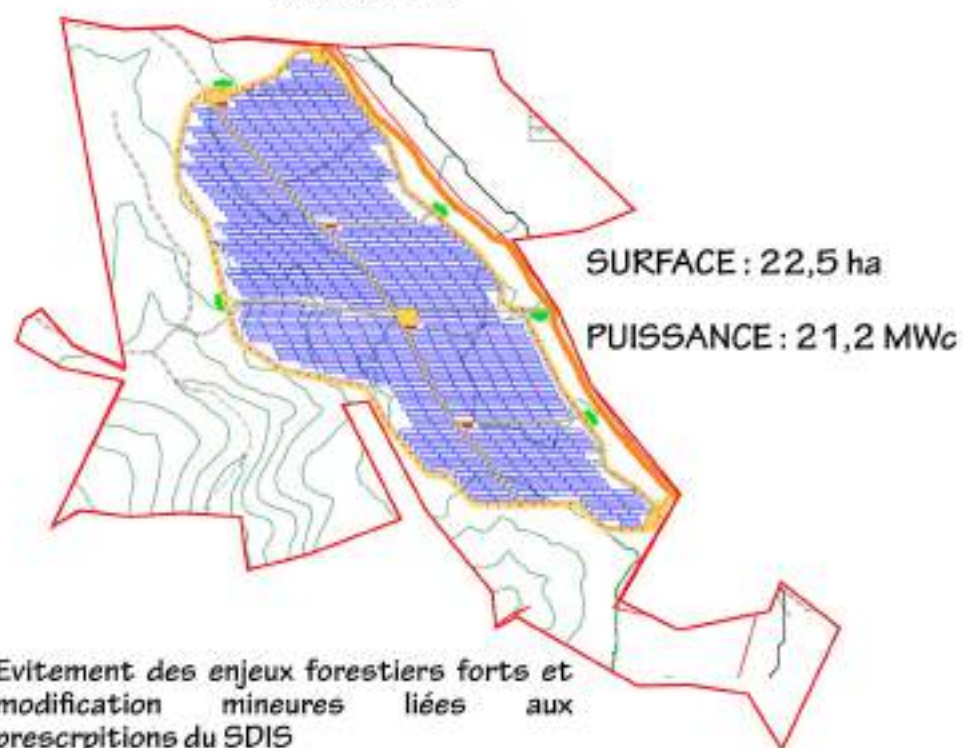 SURFACE : 22,5 ha
PUISSANCE : 21,2 MWc
Evitement des enjeux forestiers forts et
modification mineures liées aux
prescrpitions du SDIS